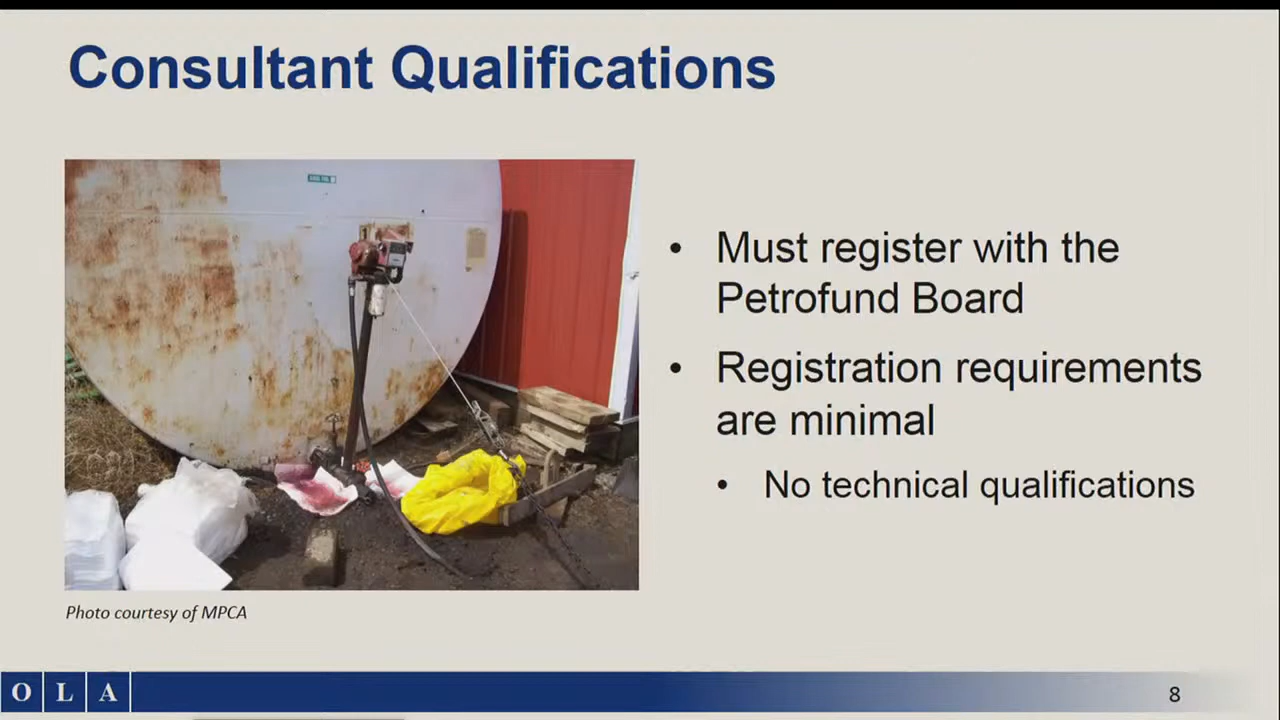 Consultant Qualifications
• Must register with the
Petrofund Board
• Registration requirements
are minimal
• No technical qualifications
Photo courtesy of MPCA
O L A
8